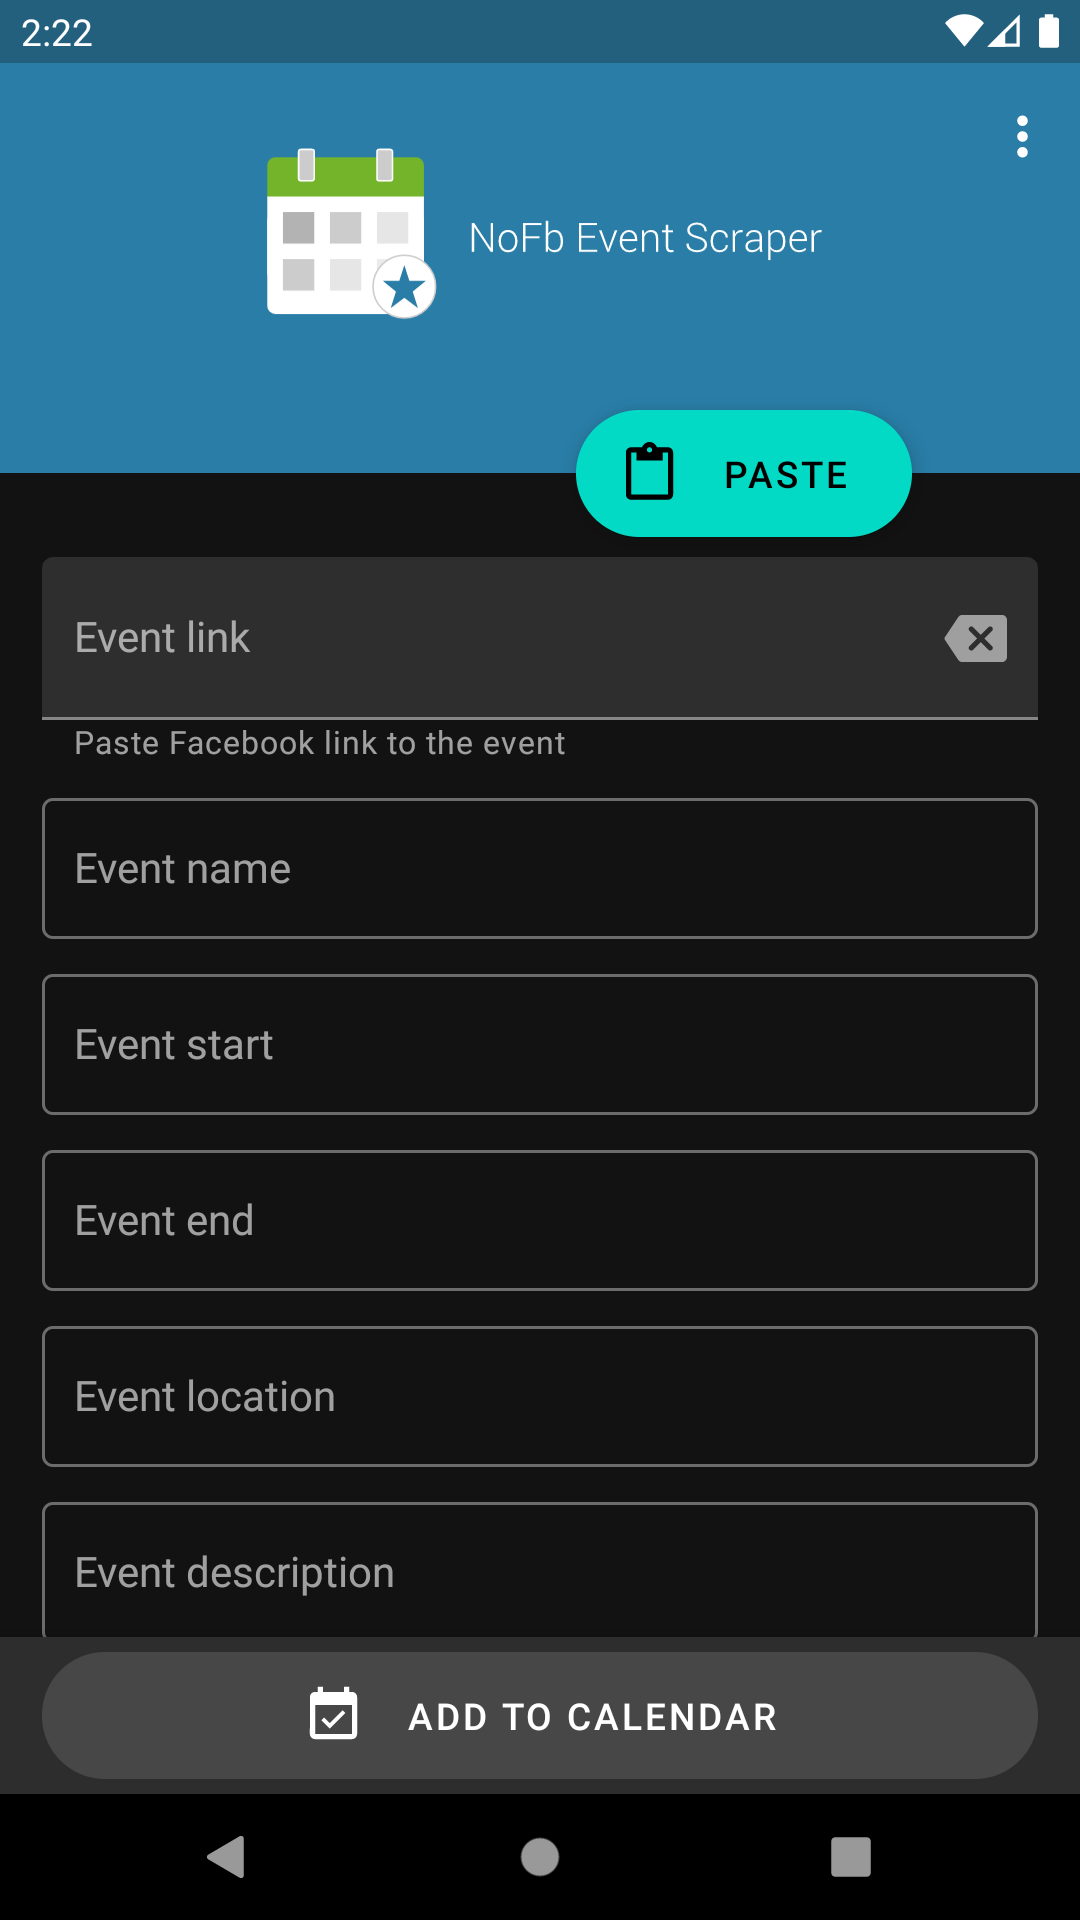 2:22
NoFb Event Scraper
PASTE
Event link
Paste Facebook link to the event
Event name
Event start
Event end
Event location
Event description
ADD TO CALENDAR